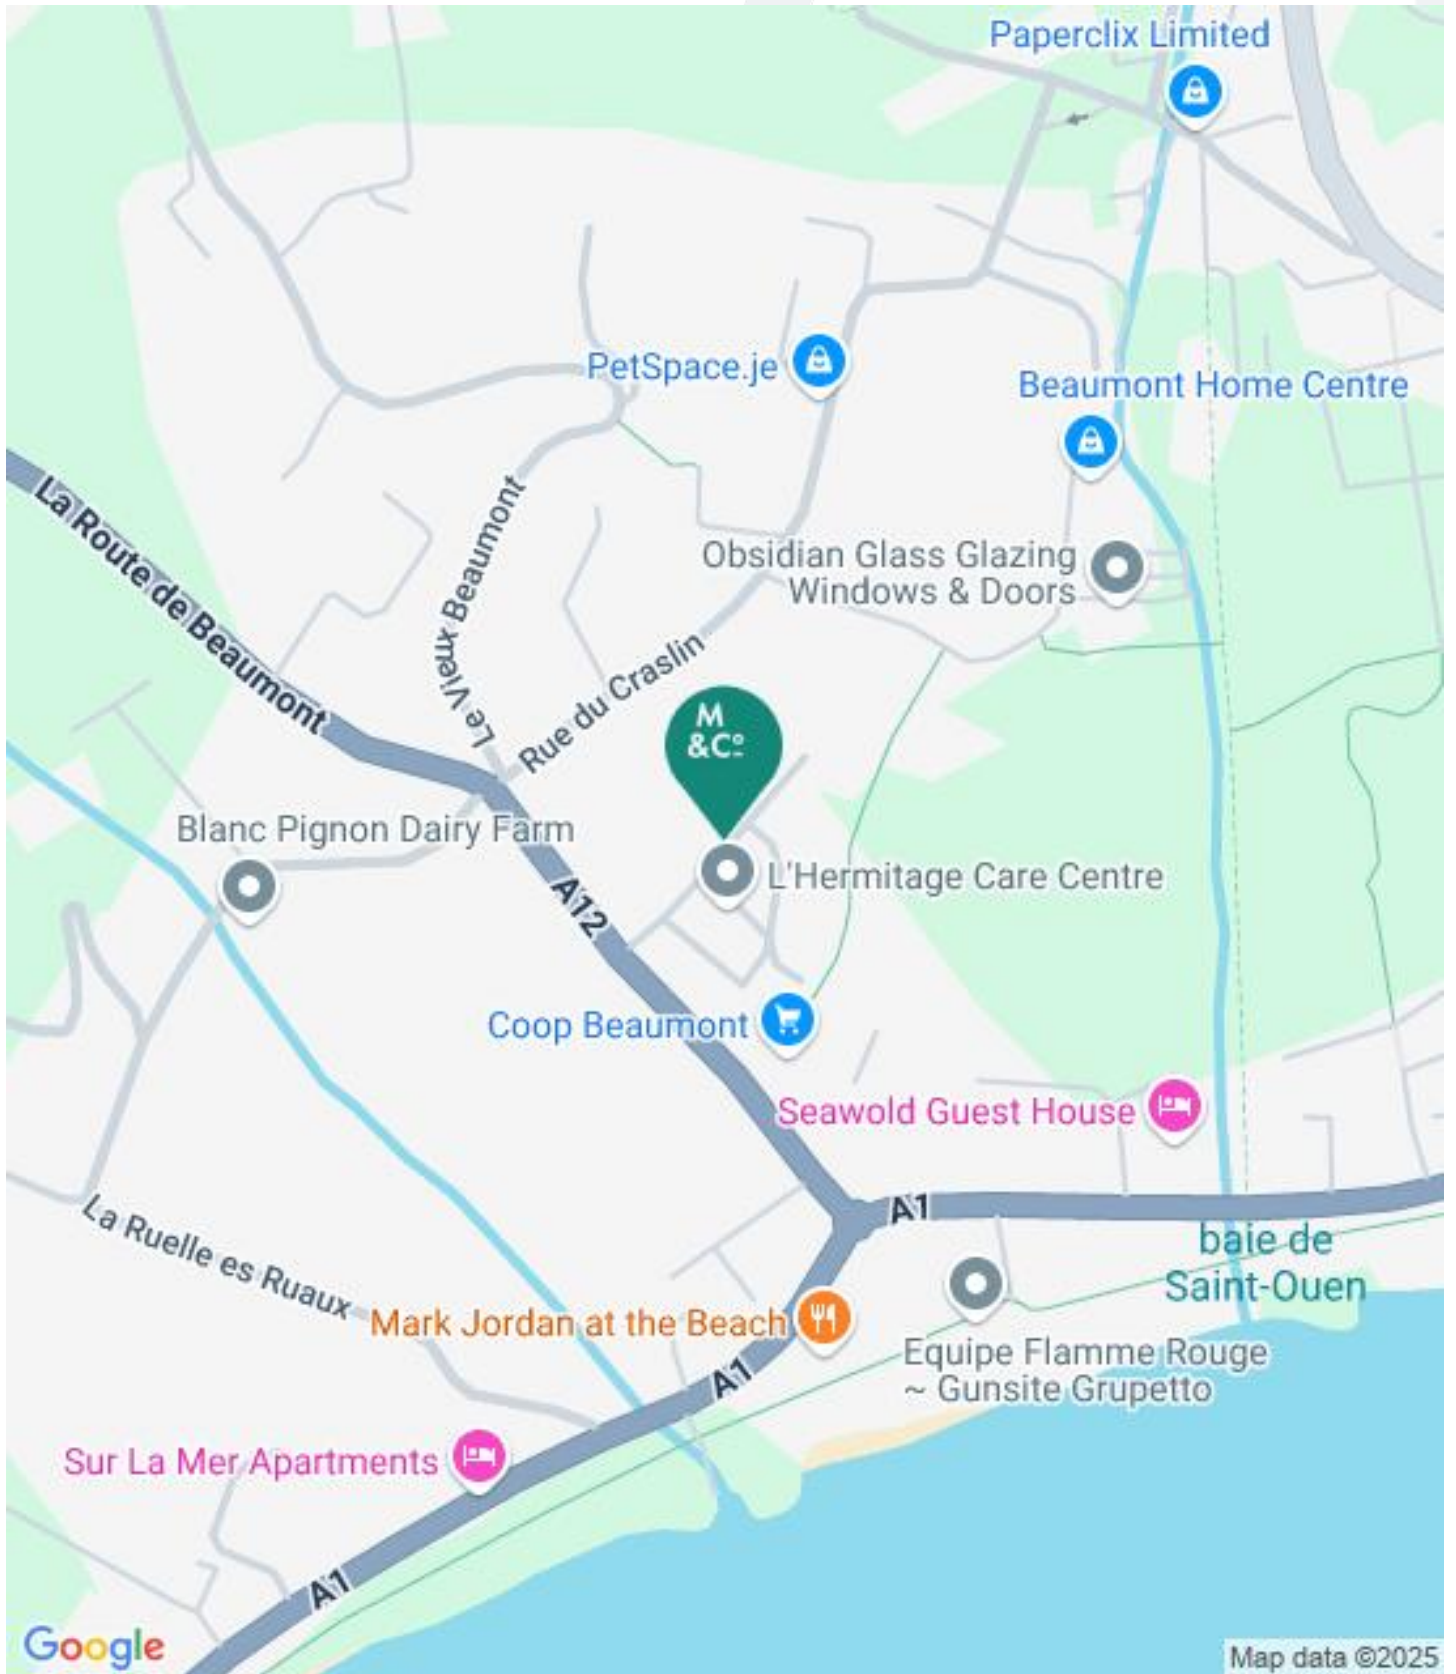 Paperclix Limited
PetSpace.je
Beaumont Home Centre
La Route de Beaumont
Le Vieux Beaumont
Obsidian Glass Glazing
Windows & Doors
Rue du Craslin
M
&Cº
Blanc Pignon Dairy Farm
L'Hermitage Care Centre
A12
Coop Beaumont
Seawold Guest House
A1
La Ruelle es Ruaux
baie de
Saint-Ouen
Mark Jordan at the Beach
Equipe Flamme Rouge
~ Gunsite Grupetto
A1
Sur La Mer Apartments
A1
Google
Map data ©2025